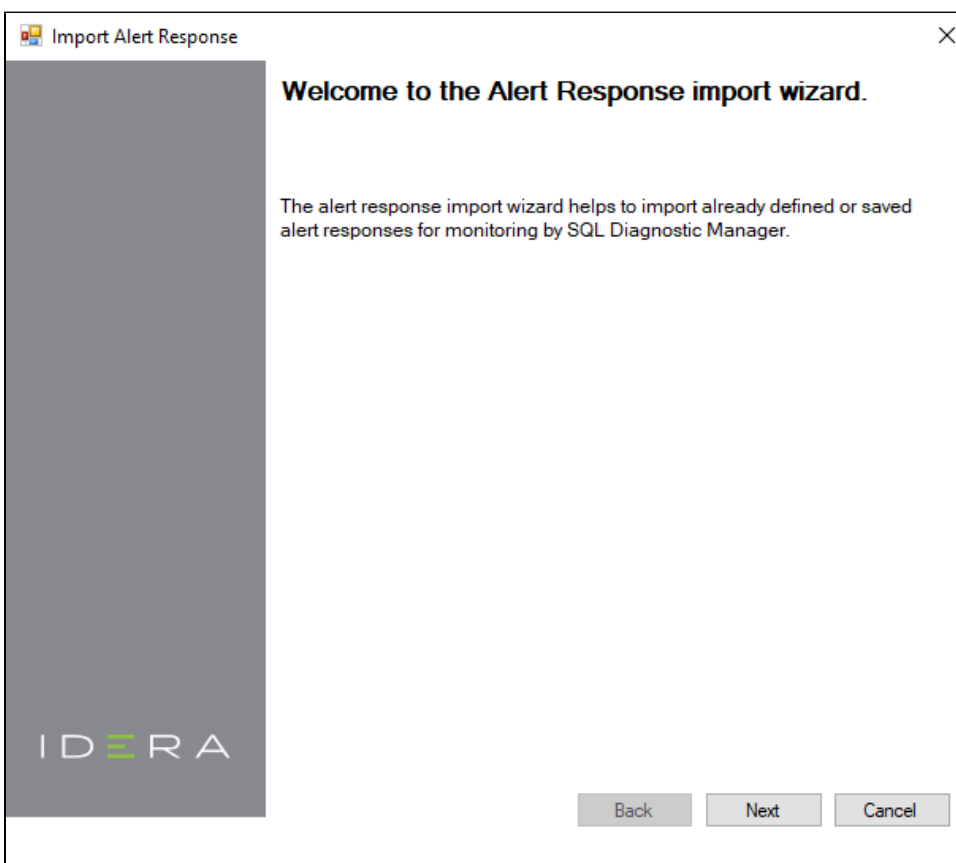 Import Alert Response
Welcome to the Alert Response import wizard.
The alert response import wizard helps to import already defined or saved
alert responses for monitoring by SQL Diagnostic Manager.
IDERA
Back Next Cancel